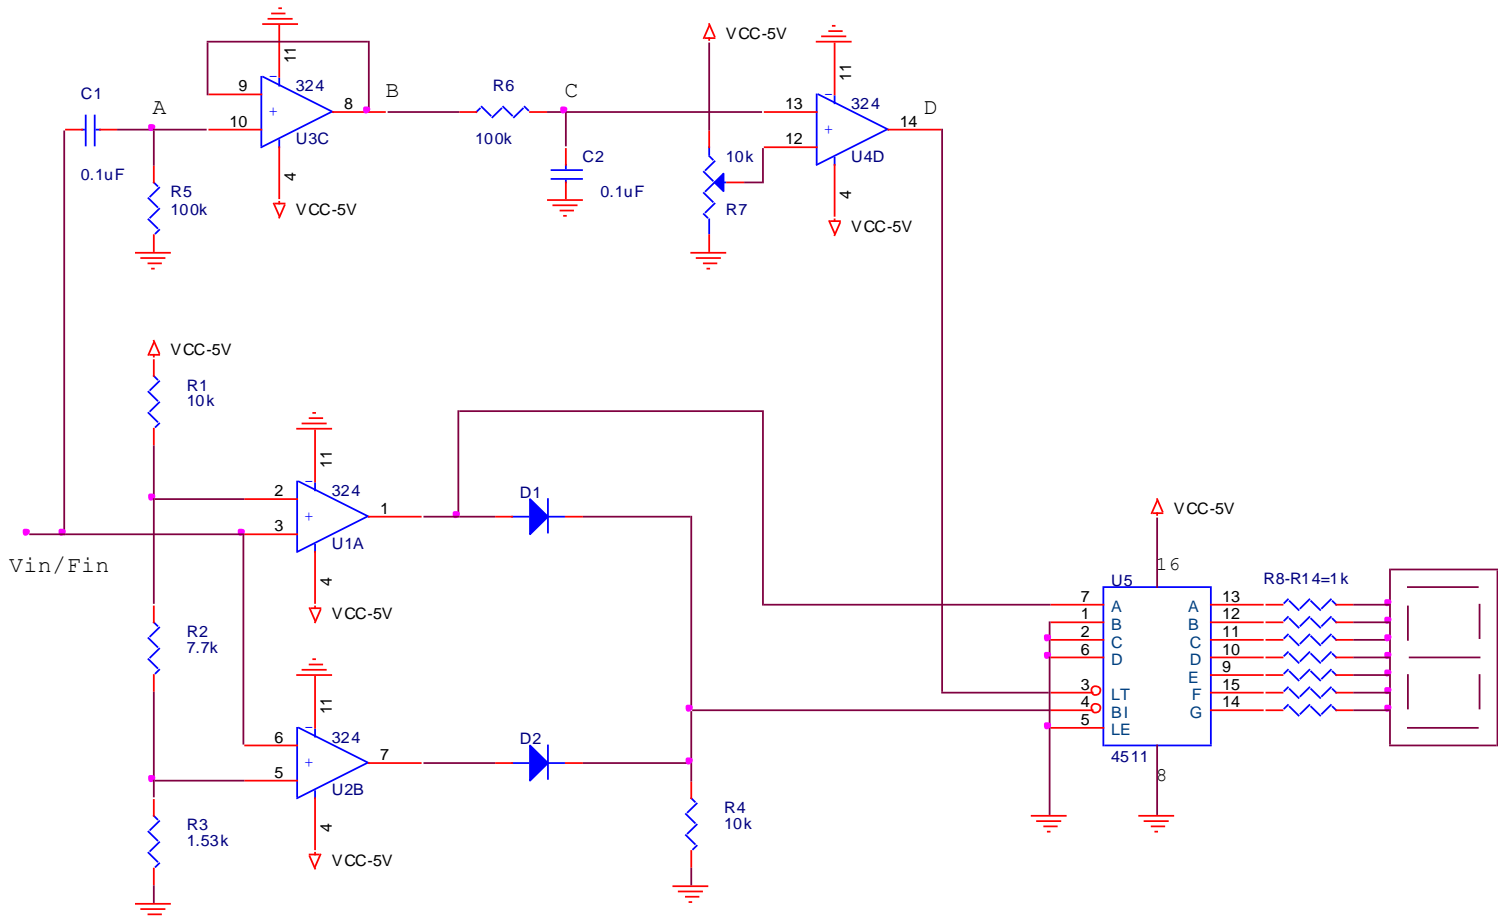 VCC-5V
11
9
324
8
B
R6
C
13
11
324
14
D
C1
A
10
U3C
100k
12
U4D
0.1uF
R5
100k
4
VCC-5V
C2
0.1uF
10k
R7
4
VCC-5V
VCC-5V
R1
10k
11
2
324
1
D1
3
U1A
Vin/Fin
4
VCC-5V
R2
7.7k
11
6
324
7
D2
5
U2B
R3
1.53k
4
VCC-5V
R4
10k
VCC-5V
16
U5
R8-R14=1k
7 A A 13
1 B B 12
2 C C 11
6 D D 10
E 9
3 LT F 15
4 BI G 14
5 LE
4511
8